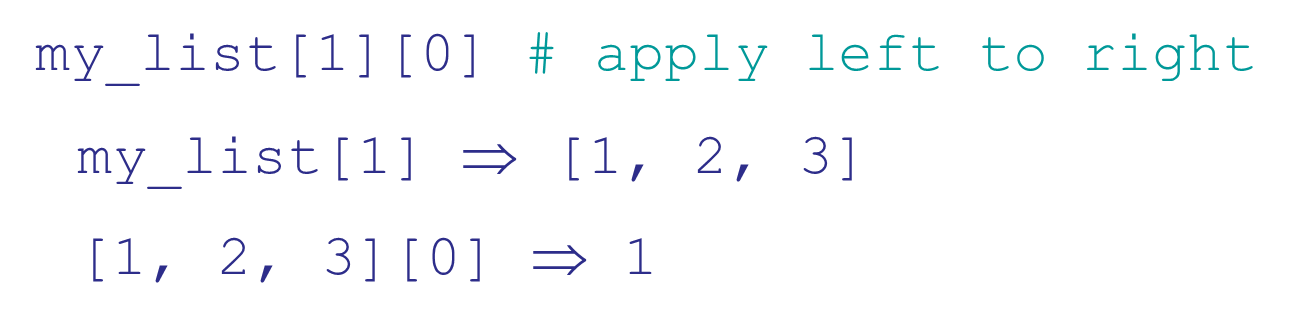 my_list[1][0] # apply left to right
my_list[1] ⇒ [1, 2, 3]
[1, 2, 3][0] ⇒ 1